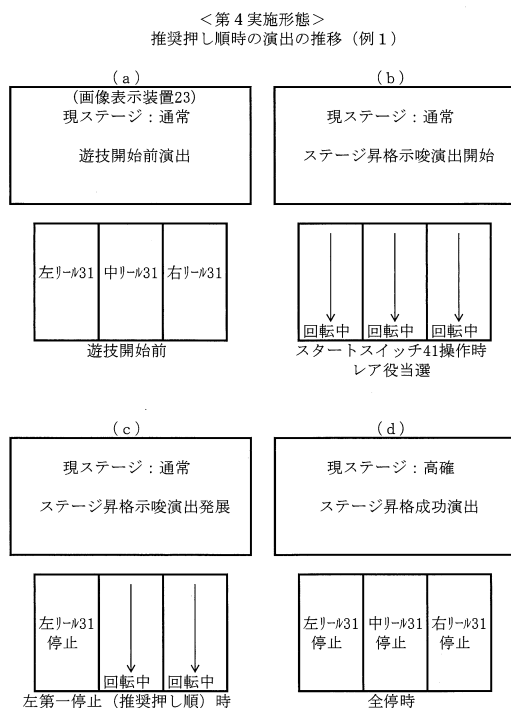 ＜第４実施形態＞
推奨押し順時の演出の推移（例１）
（ａ）
（画像表示装置23）
現ステージ：通常
遊技開始前演出
左ﾘｰﾙ31 中ﾘｰﾙ31 右ﾘｰﾙ31
遊技開始前
（ｂ）
現ステージ：通常
ステージ昇格示唆演出開始
回転中 回転中 回転中
スタートスイッチ41操作時
レア役当選
（ｃ）
現ステージ：通常
ステージ昇格示唆演出発展
左ﾘｰﾙ31
停止
回転中 回転中
左第一停止（推奨押し順）時
（ｄ）
現ステージ：高確
ステージ昇格成功演出
左ﾘｰﾙ31 中ﾘｰﾙ31 右ﾘｰﾙ31
停止 停止 停止
全停時